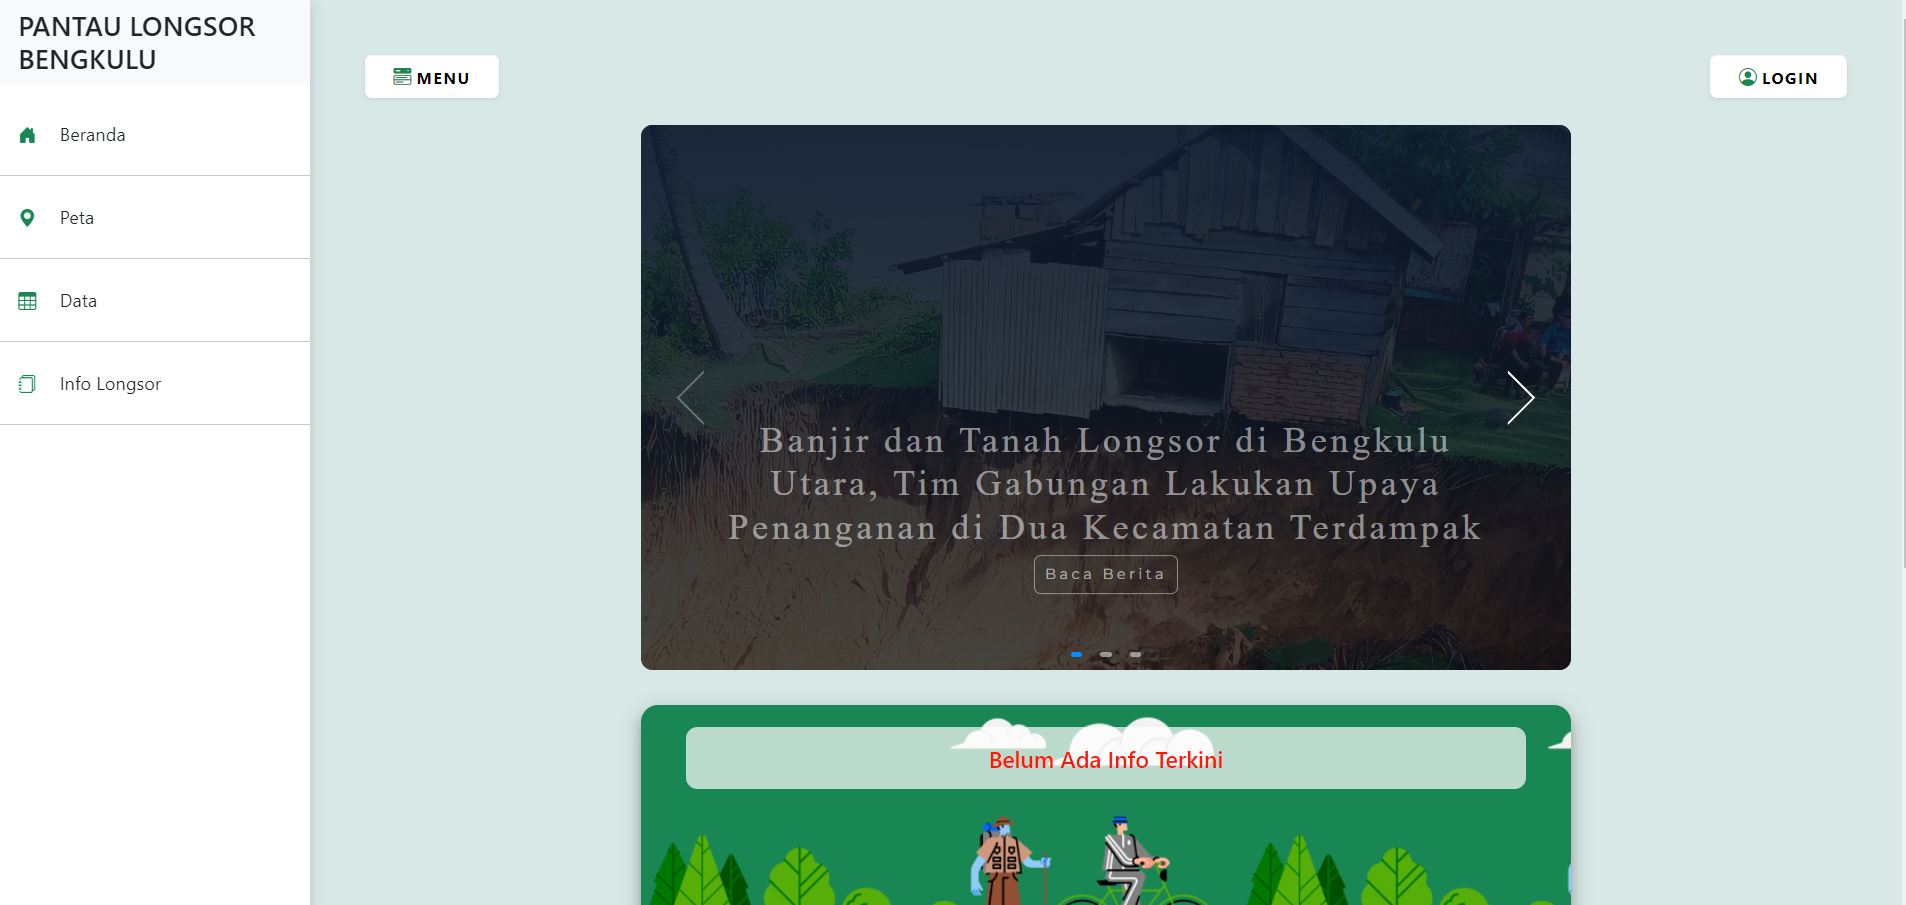 PANTAU LONGSOR
BENGKULU
Beranda
Peta
Data
Info Longsor
MENU
LOGIN
Banjir dan Tanah Longsor di Bengkulu
Utara, Tim Gabungan Lakukan Upaya
Penanganan di Dua Kecamatan Terdampak
Baca Berita
Belum Ada Info Terkini